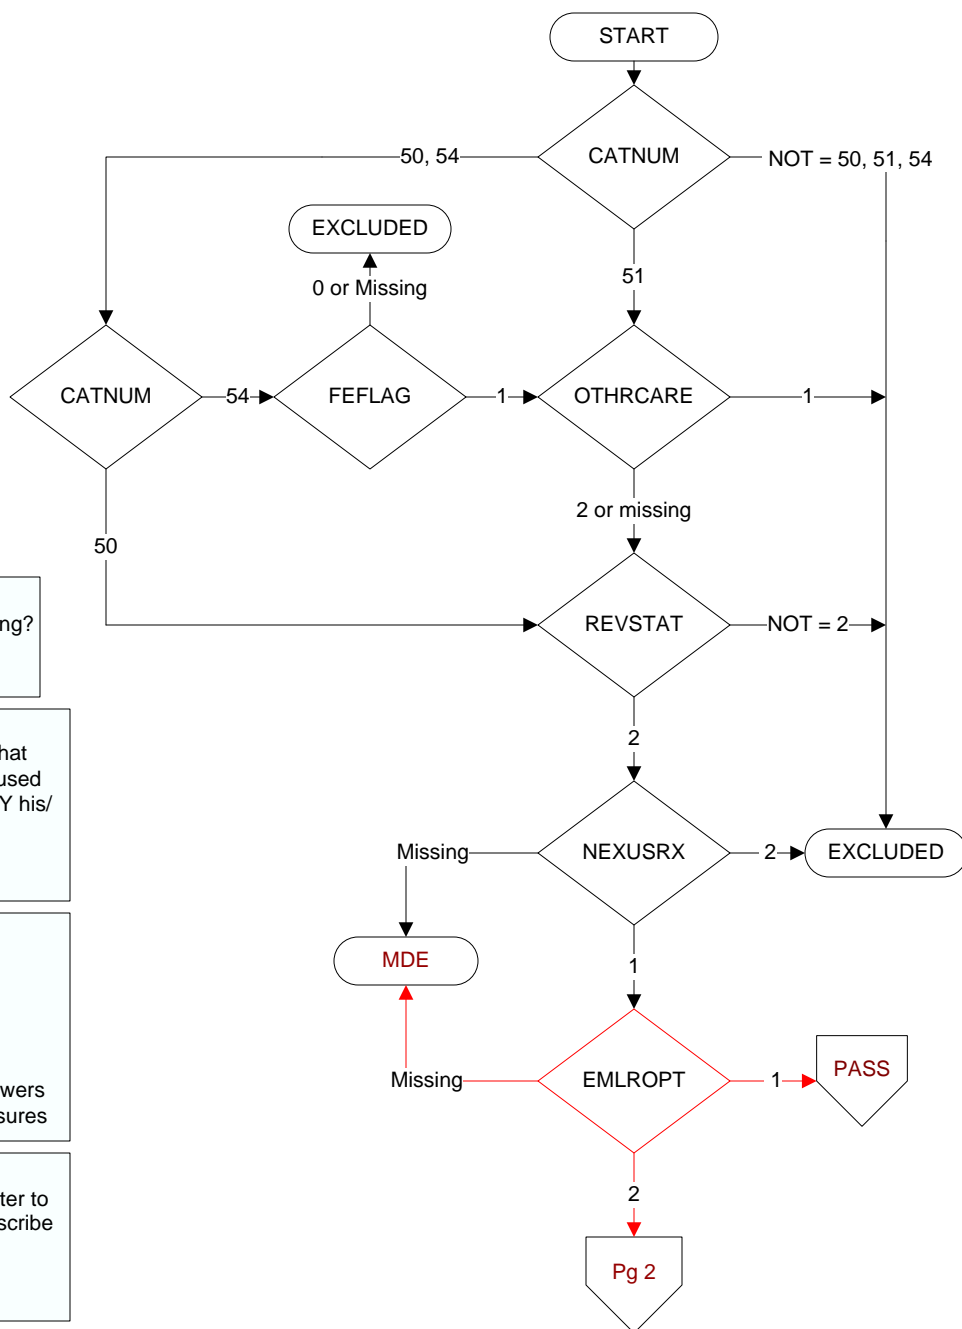 START
CATNUM
50, 54
NOT = 50, 51, 54
EXCLUDED
0 or Missing
51
CATNUM
54
FEFLAG
1
OTHRCARE
1
2 or missing
50
REVSTAT
NOT = 2
2
NEXUSRX
Missing
2
EXCLUDED
MDE
1
EMLROPT
Missing
1
PASS
2
Pg 2
ng?
hat
used
Y his/
wers
sures
ter to
scribe